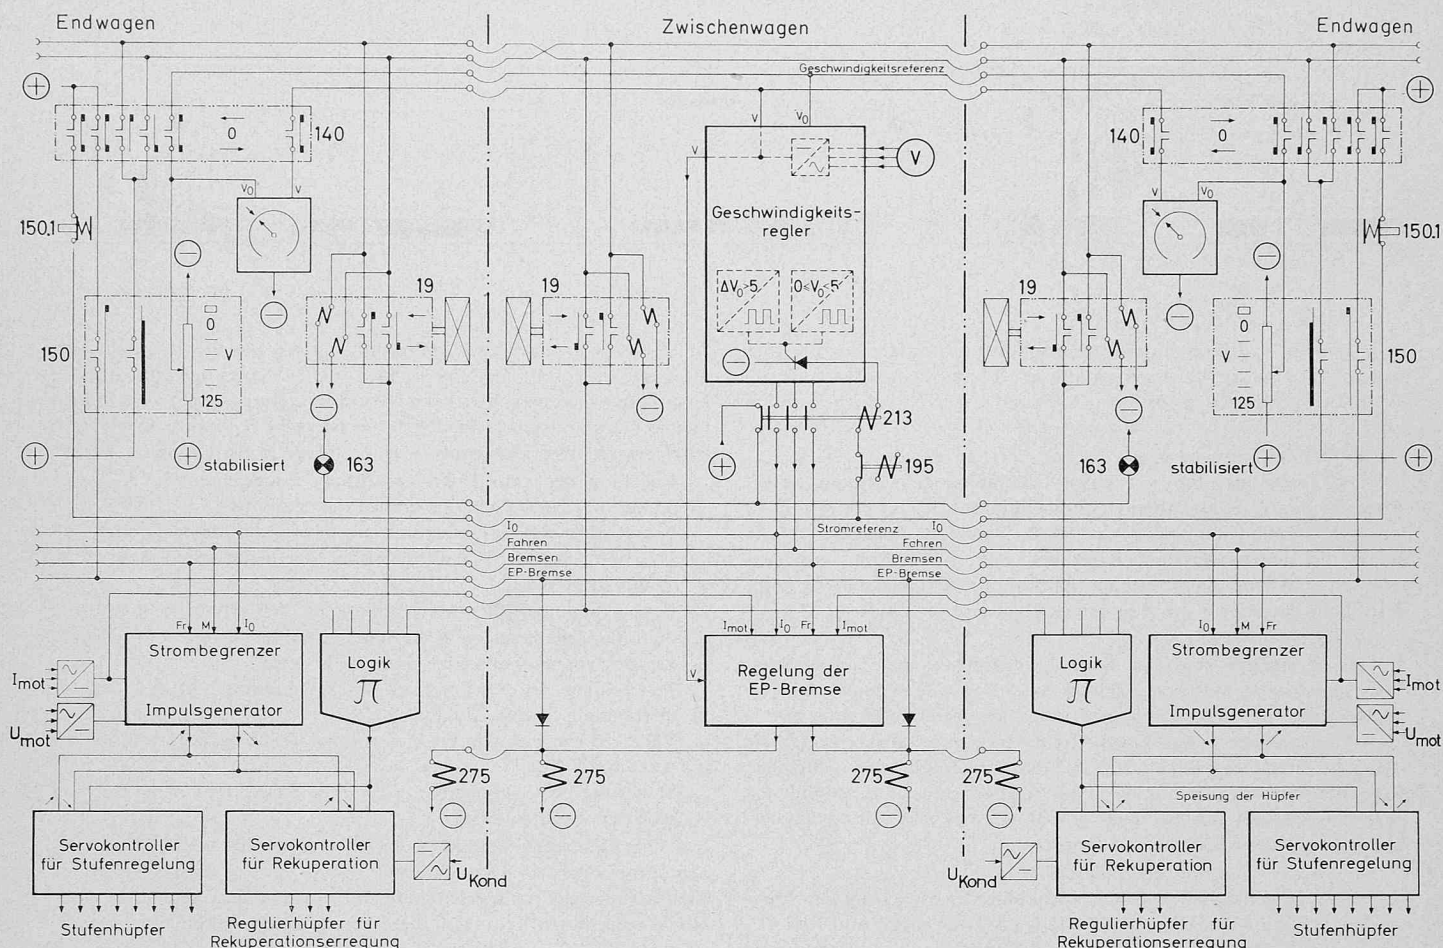 Endwagen
Zwischenwagen
Endwagen
Geschwindigkeitsreferenz
+
+
0
140
V
V0
140
0
V
V
V0
V
V
V0
Geschwindigkeits-
regler
150.1
150.1
−
−
19
19
ΔV0>5
0≤V0≤5
19
0
V
125
150
−
−
0
V
125
150
−
−
−
−
−
213
+
+
stabilisiert
163
+
195
163
stabilisiert
+
+
I0
Stromreferenz
I0
Fahren
Fahren
Bremsen
Bremsen
EP-Bremse
EP-Bremse
Fr
M
I0
Imot
I0
Fr
Imot
I0
M
Fr
Strombegrenzer
Impulsgenerator
Logik
π
V
Regelung der
EP-Bremse
Logik
π
Strombegrenzer
Impulsgenerator
Imot
Umot
Imot
Umot
275
275
275
275
−
−
−
−
Speisung der Hüpfer
Servokontroller
für Stufenregelung
Servokontroller
für Rekuperation
UKond
UKond
Servokontroller
für Rekuperation
Servokontroller
für Stufenregelung
Stufenhüpfer
Regulierhüpfer für
Rekuperationserregung
Regulierhüpfer für
Rekuperationserregung
Stufenhüpfer